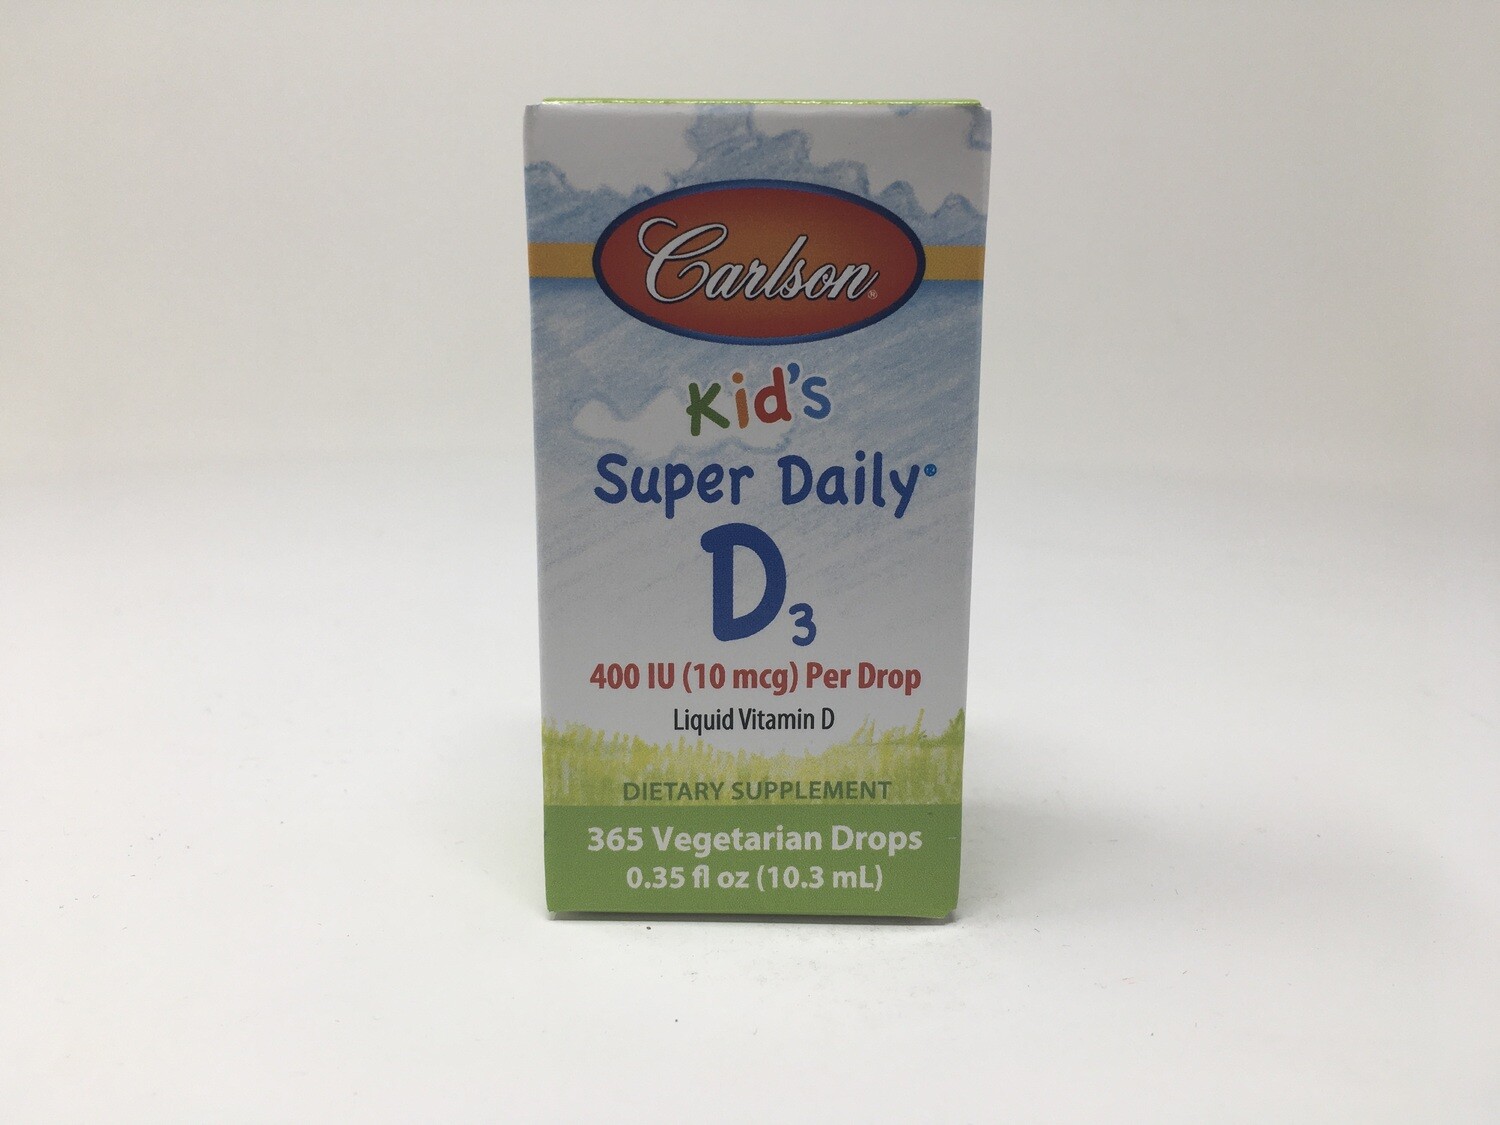 Carlson®
Kid's
Super Daily®
D₃
400 IU (10 mcg) Per Drop
Liquid Vitamin D
DIETARY SUPPLEMENT
365 Vegetarian Drops
0.35 fl oz (10.3 mL)